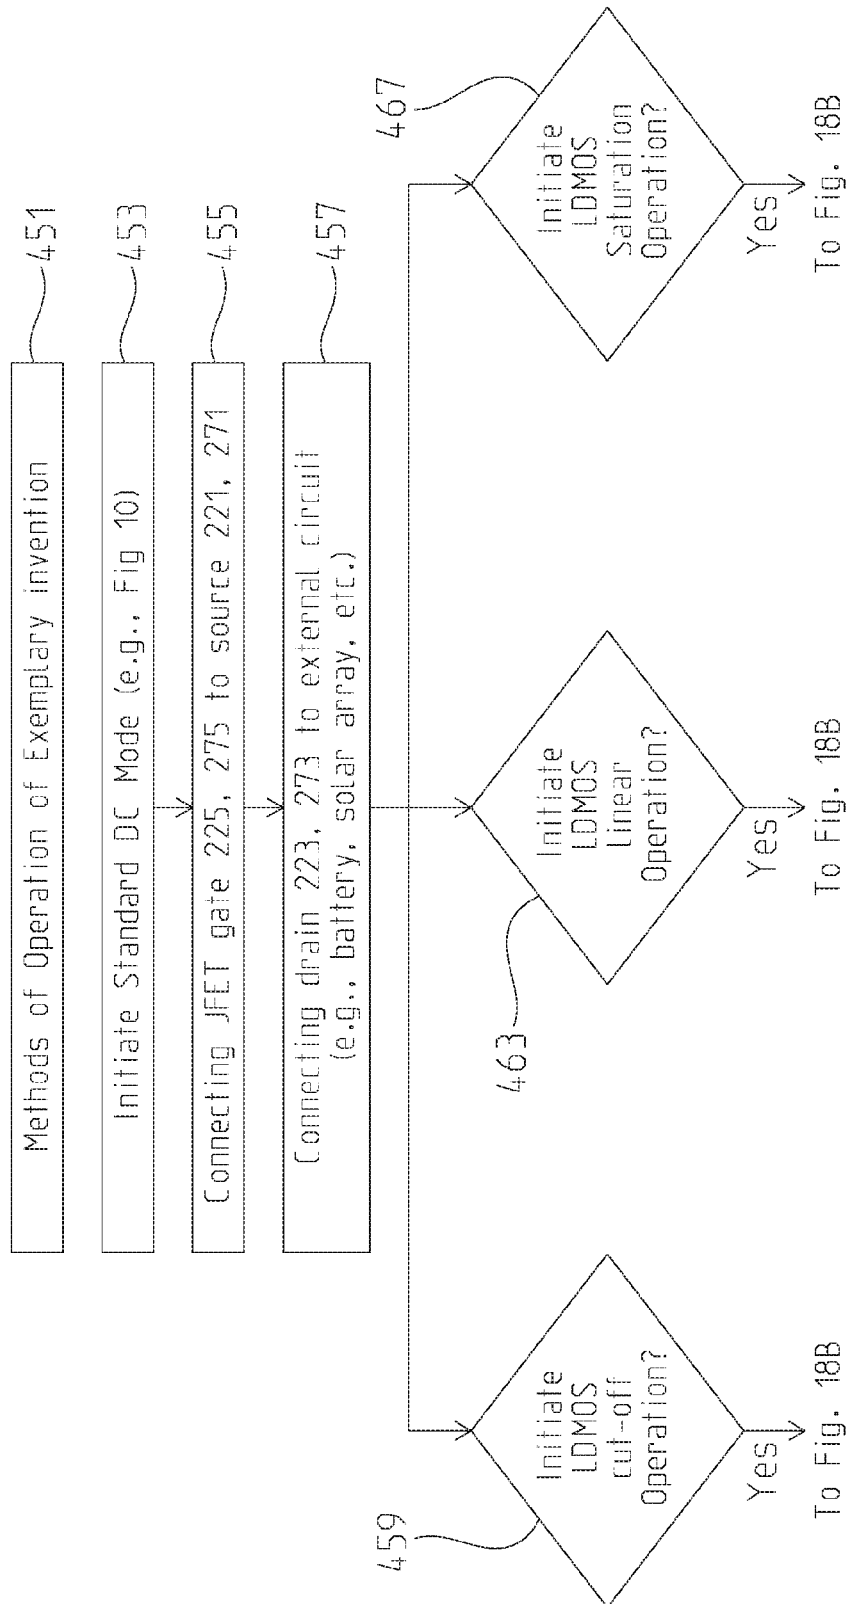 Methods of Operation of Exemplary invention
451
Initiate Standard DC Mode (e.g., Fig 10)
453
Connecting JFET gate 225, 275 to source 221, 271
455
Connecting drain 223, 273 to external circuit
(e.g., battery, solar array, etc.)
457
459
Initiate
LDMOS
cut-off
Operation?
Yes
To Fig. 18B
463
Initiate
LDMOS
Linear
Operation?
Yes
To Fig. 18B
467
Initiate
LDMOS
Saturation
Operation?
Yes
To Fig. 18B